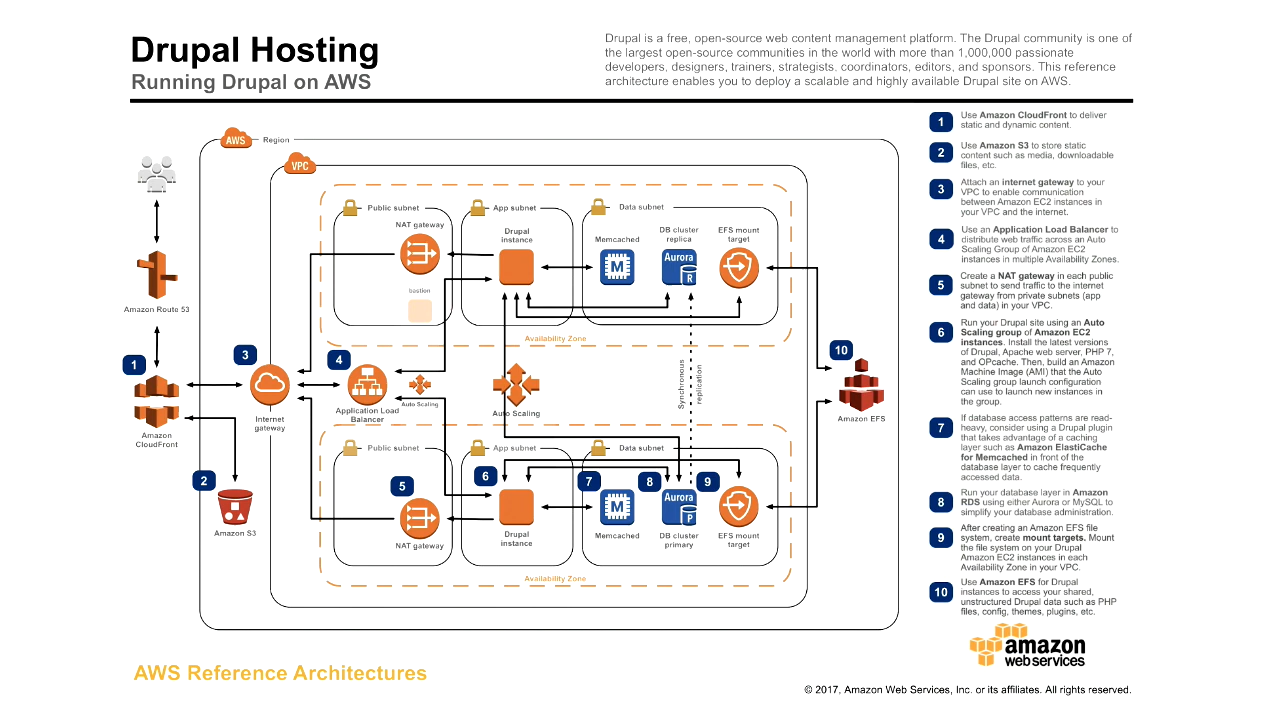 Drupal Hosting
Running Drupal on AWS
Drupal is a free, open-source web content management platform. The Drupal community is one of
the largest open-source communities in the world with more than 1,000,000 passionate
developers, designers, trainers, strategists. coordinators, editors, and sponsors. This reference
architecture enables you to deploy a scalable and highly available Drupal site on AWS.
AWS
Region
VPC
Public subnet
App subnet
Data subnet
NAT gateway
Drupal
instance
Memcached
DB cluster
replica
EFS mount
target
Aurora
M
R
bastion
Availability Zone
Amazon Route 53
1
3
4
10
Synchronous
replication
Internet
gateway
Application Load
Balancer
Auto Scaling
Auto Scaling
Amazon EFS
Amazon
CloudFront
Public subnet
App subnet
Data subnet
2
5
6
7
8
9
Aurora
M
P
Amazon S3
NAT gateway
Drupal
instance
Memcached
DB cluster
primary
EFS mount
target
Availability Zone
1
Use Amazon CloudFront to deliver
static and dynamic content.
2
Use Amazon S3 to store static
content such as media, downloadable
files, etc.
3
Attach an internet gateway to your
VPC to enable communication
between Amazon EC2 instances in
your VPC and the internet.
4
Use an Application Load Balancer to
distribute web traffic across an Auto
Scaling Group of Amazon EC2
instances in multiple Availability Zones.
5
Create a NAT gateway in each public
subnet to send traffic to the internet
gateway from private subnets (app
and data) in your VPC.
6
Run your Drupal site using an Auto
Scaling group of Amazon EC2
instances. Install the latest versions
of Drupal, Apache web server, PHP 7,
and OPcache. Then, build an Amazon
Machine Image (AMI) that the Auto
Scaling group launch configuration
can use to launch new instances in
the group.
7
If database access patterns are read-
heavy, consider using a Drupal plugin
that takes advantage of a caching
layer such as Amazon ElastiCache
for Memcached in front of the
database layer to cache frequently
accessed data.
8
Run your database layer in Amazon
RDS using either Aurora or MySQL to
simplify your database administration.
9
After creating an Amazon EFS file
system, create mount targets. Mount
the file system on your Drupal
Amazon EC2 instances in each
Availability Zone in your VPC.
10
Use Amazon EFS for Drupal
instances to access your shared,
unstructured Drupal data such as PHP
files, config, themes, plugins, etc.
amazon
webservices
AWS Reference Architectures
© 2017, Amazon Web Services, Inc. or its affiliates. All rights reserved.